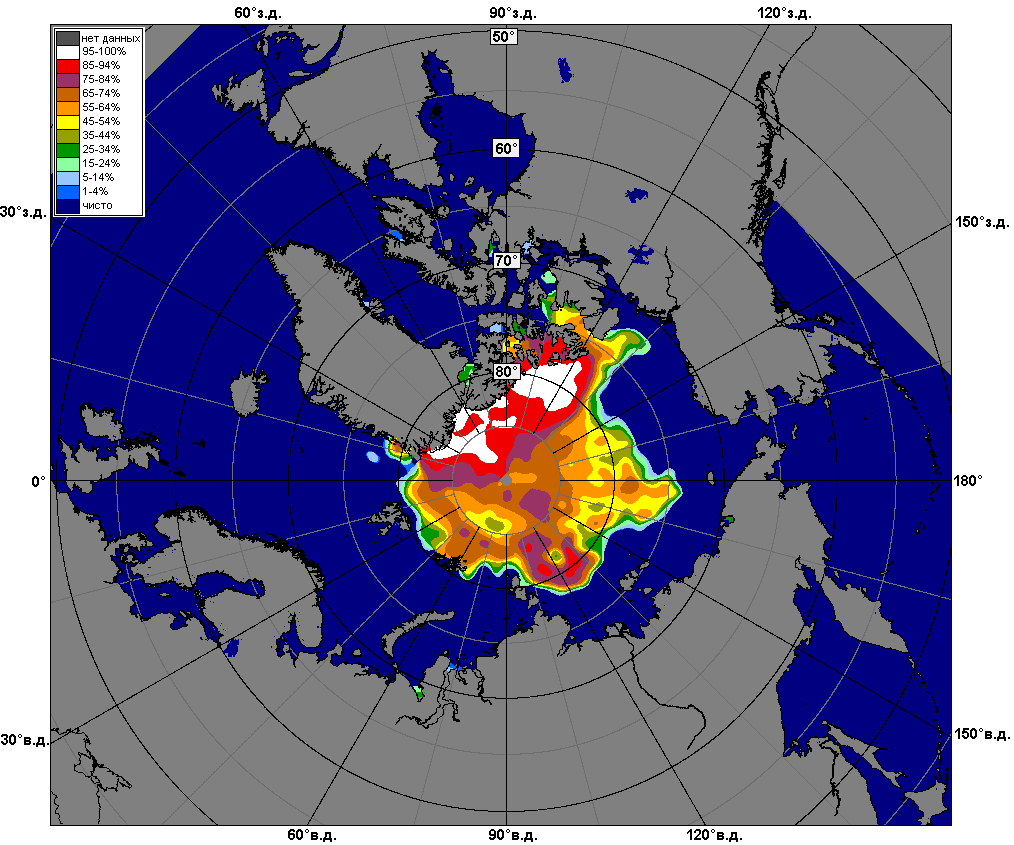 60°з.д.
90°з.д.
120°з.д.
50°
нет данных
95-100%
85-94%
75-84%
65-74%
55-64%
45-54%
35-44%
25-34%
15-24%
5-14%
1-4%
чисто
60°
30°з.д.
150°з.д.
70°
80°
0°
180°
30°в.д.
150°в.д.
60°в.д.
90°в.д.
120°в.д.